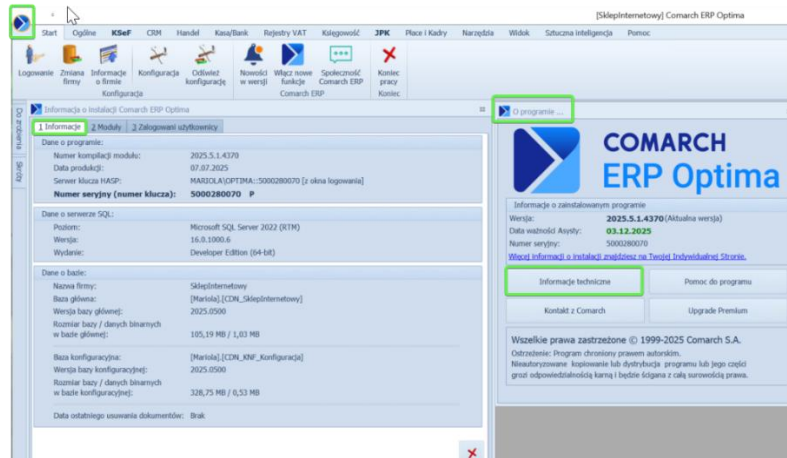 [SklepInternetowy] Comarch ERP Optima
Start Ogólne KSeF CRM Handel Kasa/Bank Rejestry VAT Księgowość JPK Płace i Kadry Narzędzia Widok Sztuczna inteligencja Pomoc
Logowanie Zmiana firmy Informacje o firmie Konfiguracja Odśwież konfigurację Nowości w wersji Włącz nowe funkcje Społeczność Comarch ERP Koniec pracy
Konfiguracja Comarch ERP Koniec
Do zrobienia
Skróty
Informacja o instalacji Comarch ERP Optima
1 Informacje 2 Moduły 3 Zalogowani użytkownicy
Dane o programie:
Numer kompilacji modułu: 2025.5.1.4370
Data produkcji: 07.07.2025
Serwer klucza HASP: MARIOLA\OPTIMA::5000280070 [z okna logowania]
Numer seryjny (numer klucza): 5000280070 P
Dane o serwerze SQL:
Poziom: Microsoft SQL Server 2022 (RTM)
Wersja: 16.0.1000.6
Wydanie: Developer Edition (64-bit)
Dane o bazie:
Nazwa firmy: SklepInternetowy
Baza główna: [Mariola].[CDN_SklepInternetowy]
Wersja bazy głównej: 2025.0500
Rozmiar bazy / danych binarnych
w bazie głównej: 105,19 MB / 1,03 MB
Baza konfiguracyjna: [Mariola].[CDN_KNF_Konfiguracja]
Wersja bazy konfiguracyjnej: 2025.0500
Rozmiar bazy / danych binarnych
w bazie konfiguracyjnej: 328,75 MB / 0,53 MB
Data ostatniego usuwania dokumentów: Brak
O programie ...
COMARCH
ERP Optima
Informacje o zainstalowanym programie
Wersja: 2025.5.1.4370 (Aktualna wersja)
Data ważności Asysty: 03.12.2025
Numer seryjny: 5000280070
Więcej informacji o instalacji znajdziesz na Twojej Indywidualnej Stronie.
Informacje techniczne Pomoc do programu
Kontakt z Comarch Upgrade Premium
Wszelkie prawa zastrzeżone © 1999-2025 Comarch S.A.
Ostrzeżenie: Program chroniony prawem autorskim.
Nieautoryzowane kopiowanie lub dystrybucja programu lub jego części
grozi odpowiedzialnością karną i będzie ścigana z całą surowością prawa.